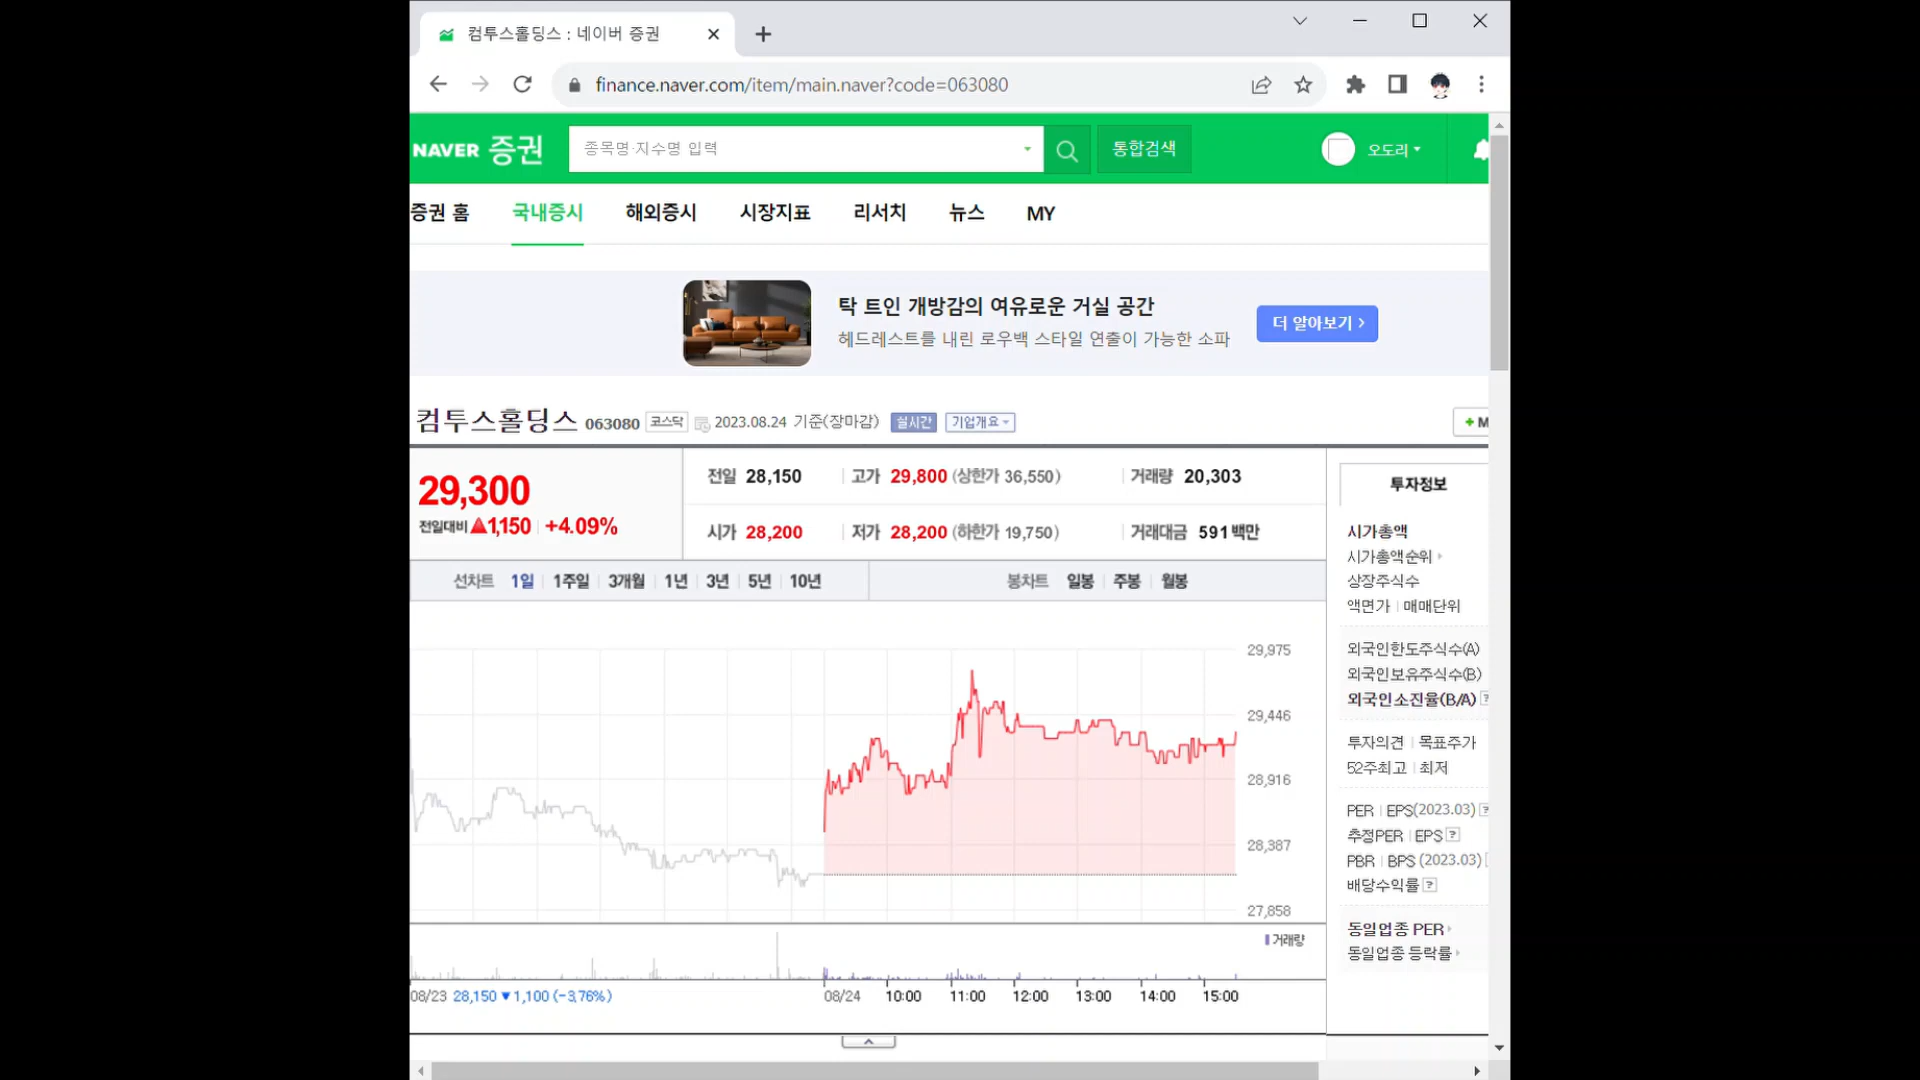 컴투스홀딩스 : 네이버 증권
finance.naver.com/item/main.naver?code=063080
NAVER 증권 종목명·지수명 입력 통합검색 오도리
증권 홈 국내증시 해외증시 시장지표 리서치 뉴스 MY
탁 트인 개방감의 여유로운 거실 공간
헤드레스트를 내린 로우백 스타일 연출이 가능한 소파
더 알아보기 >
컴투스홀딩스 063080 코스닥 2023.08.24 기준(장마감) 실시간 기업개요
+ M
29,300
전일대비 ▲1,150 +4.09%
전일 28,150 고가 29,800 (상한가 36,550) 거래량 20,303
시가 28,200 저가 28,200 (하한가 19,750) 거래대금 591 백만
선차트 1일 1주일 3개월 1년 3년 5년 10년 봉차트 일봉 주봉 월봉
29,975
29,446
28,916
28,387
27,858
거래량
08/23 28,150 ▼1,100 (-3.76%) 08/24 10:00 11:00 12:00 13:00 14:00 15:00
투자정보
시가총액
시가총액순위
상장주식수
액면가 | 매매단위
외국인한도주식수(A)
외국인보유주식수(B)
외국인소진율(B/A) ?
투자의견 | 목표주가
52주최고 | 최저
PER | EPS(2023.03) ?
추정PER | EPS ?
PBR | BPS (2023.03)
배당수익률 ?
동일업종 PER
동일업종 등락률